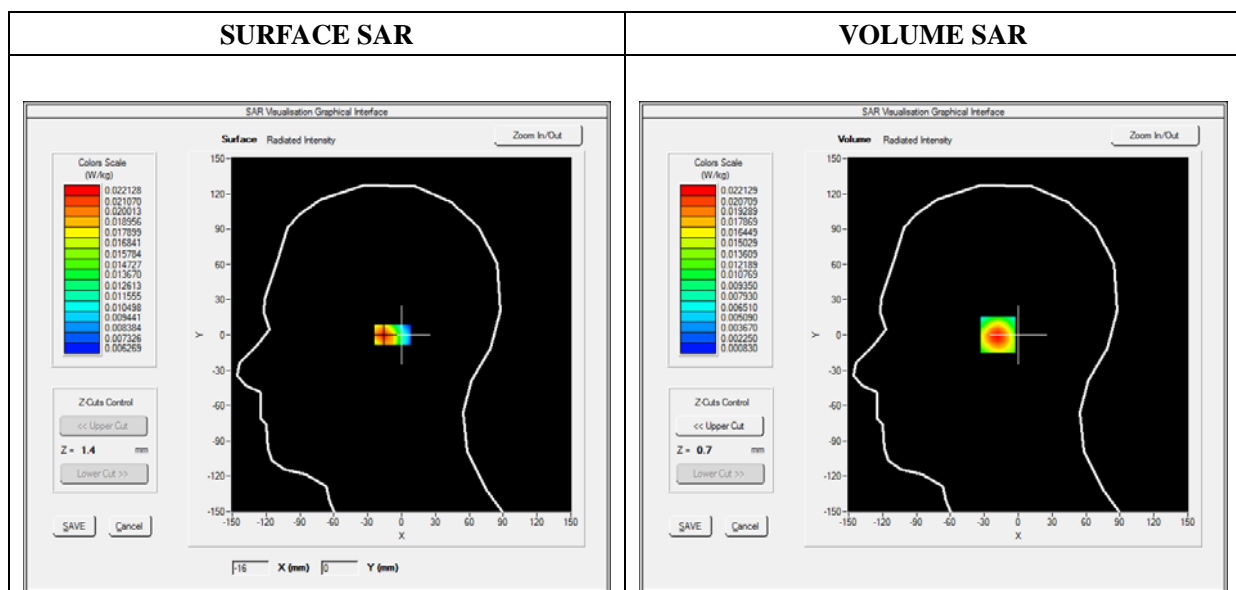 SURFACE SAR
VOLUME SAR
SAR Visualisation Graphical Interface
Surface Radiated Intensity
Zoom In/Out
Colors Scale
(W/kg)
0.022128
0.021070
0.020013
0.018956
0.017899
0.016841
0.015784
0.014727
0.013670
0.012613
0.011555
0.010498
0.009441
0.008384
0.007326
0.006269
Z-Cuts Control
<< Upper Cut
Z = 1.4 mm
Lower Cut >>
SAVE Cancel
150
120
90
60
30
0
-30
-60
-90
-120
-150
Y
-150 -120 -90 -60 -30 0 30 60 90 120 150
X
-16 X (mm) 0 Y (mm)
SAR Visualisation Graphical Interface
Volume Radiated Intensity
Zoom In/Out
Colors Scale
(W/kg)
0.022129
0.020709
0.019289
0.017869
0.016449
0.015029
0.013609
0.012189
0.010769
0.009350
0.007930
0.006510
0.005090
0.003670
0.002250
0.000830
Z-Cuts Control
<< Upper Cut
Z = 0.7 mm
Lower Cut >>
SAVE Cancel
150
120
90
60
30
0
-30
-60
-90
-120
-150
Y
-150 -120 -90 -60 -30 0 30 60 90 120 150
X